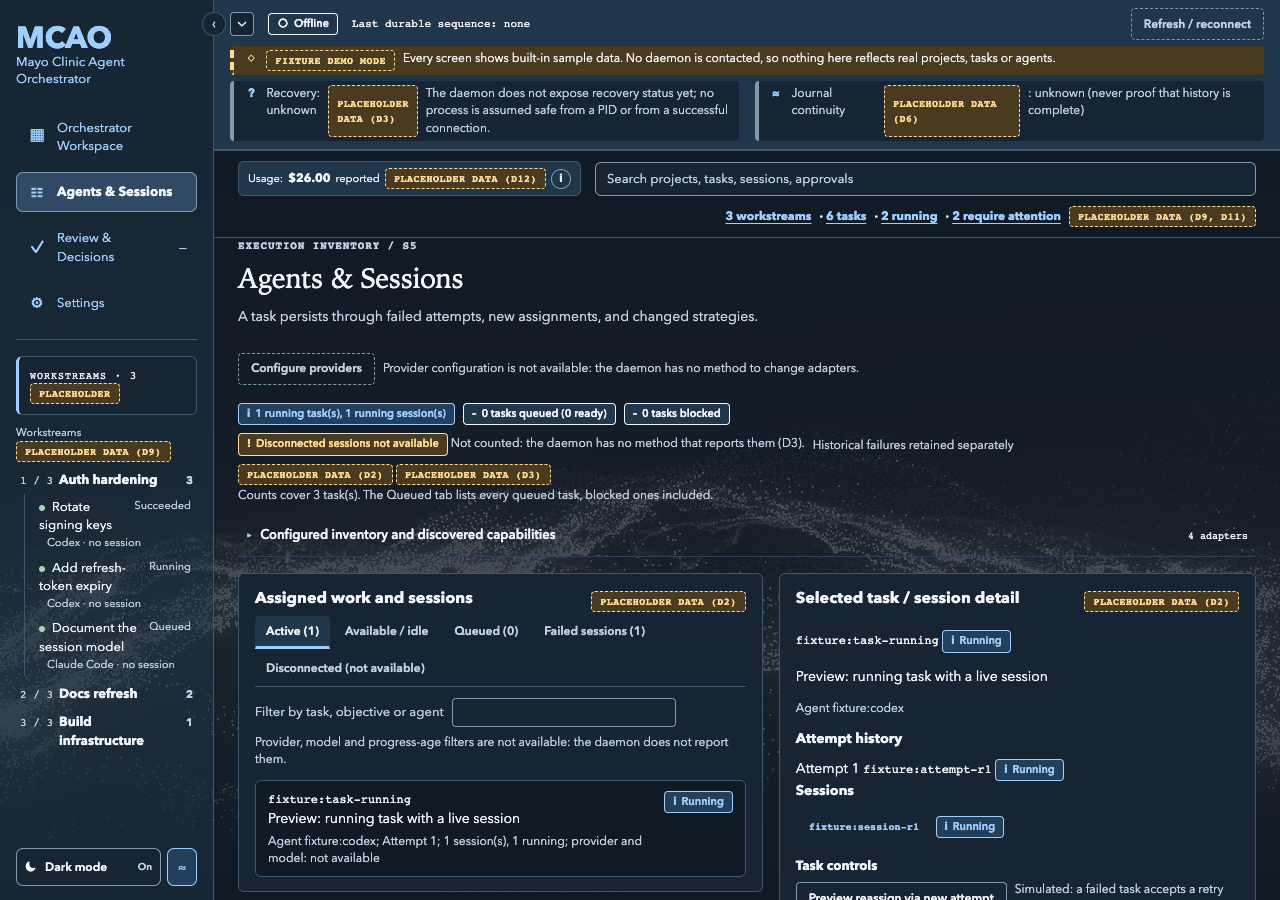 MCAO
Mayo Clinic Agent
Orchestrator
Orchestrator
Workspace
Agents & Sessions
Review &
Decisions
–
Settings
WORKSTREAMS · 3
PLACEHOLDER
Workstreams
PLACEHOLDER DATA (D9)
1 / 3 Auth hardening 3
Rotate Succeeded
signing keys
Codex · no session
Add refresh- Running
token expiry
Codex · no session
Document the Queued
session model
Claude Code · no session
2 / 3 Docs refresh 2
3 / 3 Build 1
infrastructure
Dark mode On
≈
‹
Offline Last durable sequence: none Refresh / reconnect
◇ FIXTURE DEMO MODE Every screen shows built-in sample data. No daemon is contacted, so nothing here reflects real projects, tasks or agents.
? Recovery:
unknown
PLACEHOLDER
DATA (D3)
The daemon does not expose recovery status yet; no
process is assumed safe from a PID or from a successful
connection.
≈ Journal
continuity
PLACEHOLDER DATA
(D6)
: unknown (never proof that history is
complete)
Usage: $26.00 reported PLACEHOLDER DATA (D12) i
Search projects, tasks, sessions, approvals
3 workstreams · 6 tasks · 2 running · 2 require attention PLACEHOLDER DATA (D9, D11)
EXECUTION INVENTORY / S5
Agents & Sessions
A task persists through failed attempts, new assignments, and changed strategies.
Configure providers Provider configuration is not available: the daemon has no method to change adapters.
i 1 running task(s), 1 running session(s) – 0 tasks queued (0 ready) – 0 tasks blocked
! Disconnected sessions not available Not counted: the daemon has no method that reports them (D3). Historical failures retained separately
PLACEHOLDER DATA (D2) PLACEHOLDER DATA (D3)
Counts cover 3 task(s). The Queued tab lists every queued task, blocked ones included.
▸ Configured inventory and discovered capabilities 4 adapters
Assigned work and sessions PLACEHOLDER DATA (D2)
Active (1) Available / idle Queued (0) Failed sessions (1)
Disconnected (not available)
Filter by task, objective or agent
Provider, model and progress-age filters are not available: the daemon does not report
them.
fixture:task-running i Running
Preview: running task with a live session
Agent fixture:codex; Attempt 1; 1 session(s), 1 running; provider and
model: not available
Selected task / session detail PLACEHOLDER DATA (D2)
fixture:task-running i Running
Preview: running task with a live session
Agent fixture:codex
Attempt history
Attempt 1 fixture:attempt-r1 i Running
Sessions
fixture:session-r1 i Running
Task controls
Preview reassign via new attempt Simulated: a failed task accepts a retry